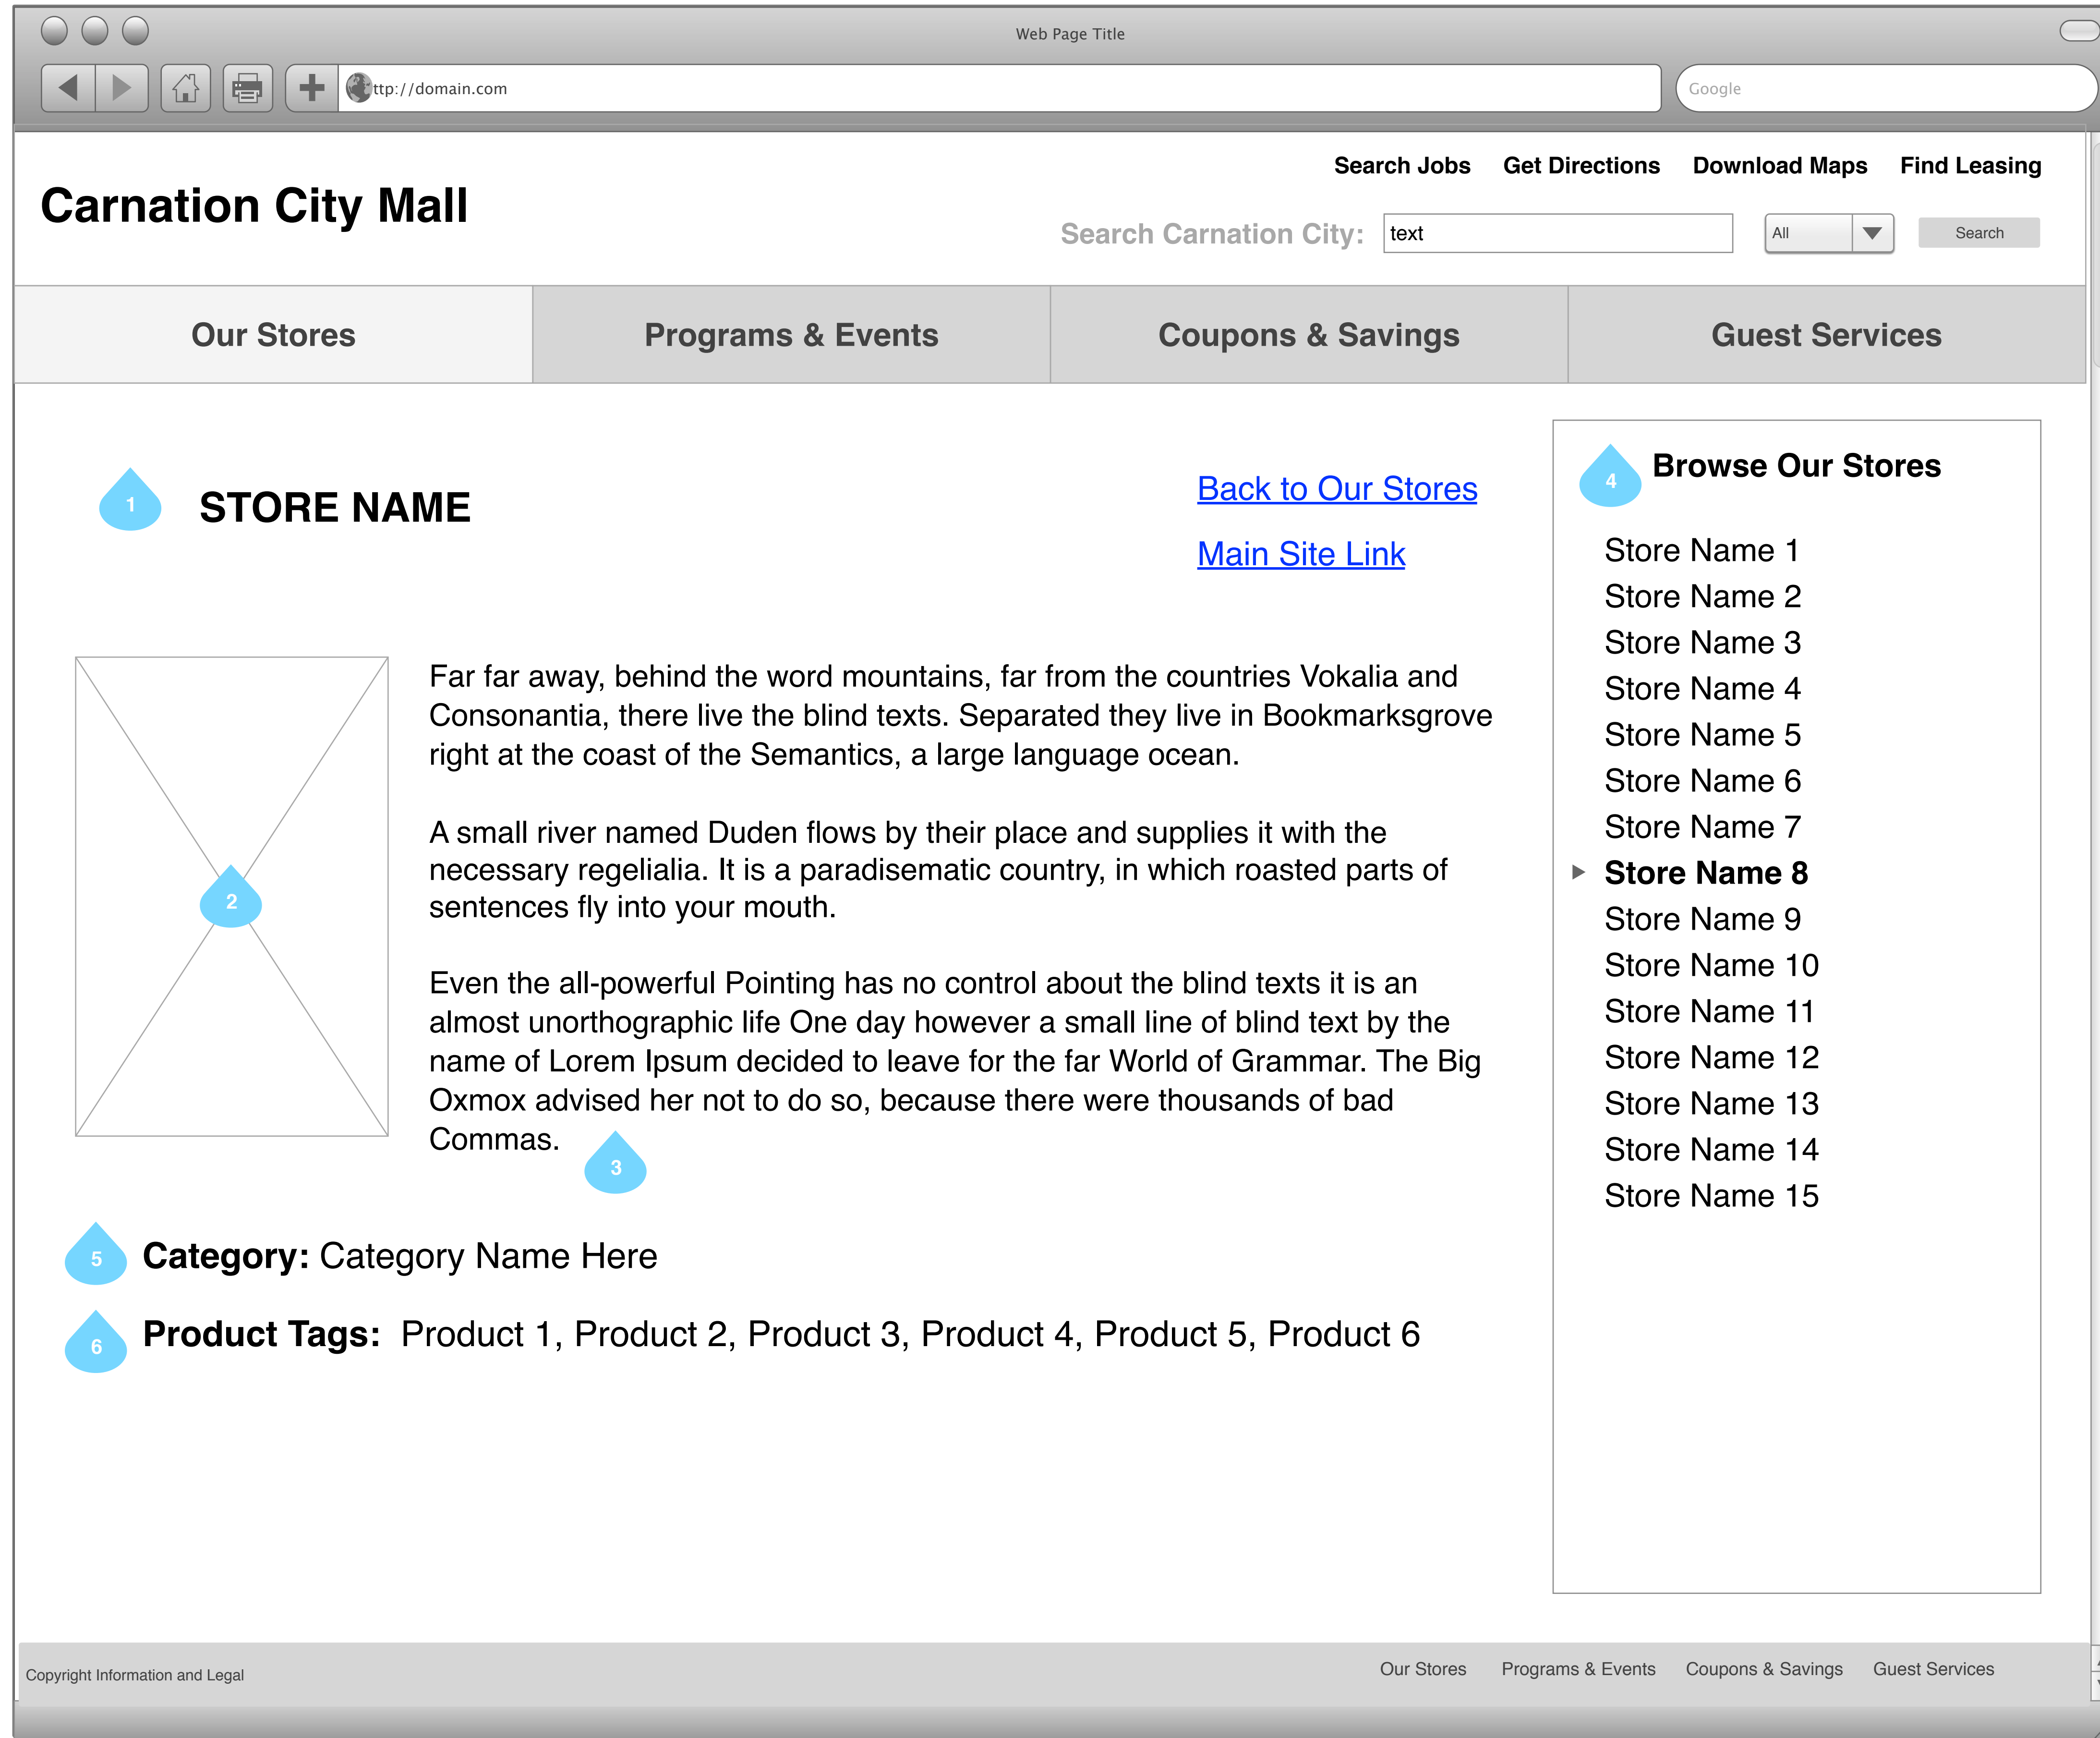 Web Page Title
ttp://domain.com
Google
Search Jobs Get Directions Download Maps Find Leasing
Carnation City Mall
Search Carnation City: text All Search
Our Stores Programs & Events Coupons & Savings Guest Services
1 STORE NAME
Back to Our Stores
Main Site Link
2
Far far away, behind the word mountains, far from the countries Vokalia and
Consonantia, there live the blind texts. Separated they live in Bookmarksgrove
right at the coast of the Semantics, a large language ocean.
A small river named Duden flows by their place and supplies it with the
necessary regelialia. It is a paradisematic country, in which roasted parts of
sentences fly into your mouth.
Even the all-powerful Pointing has no control about the blind texts it is an
almost unorthographic life One day however a small line of blind text by the
name of Lorem Ipsum decided to leave for the far World of Grammar. The Big
Oxmox advised her not to do so, because there were thousands of bad
Commas.
3
5 Category: Category Name Here
6 Product Tags: Product 1, Product 2, Product 3, Product 4, Product 5, Product 6
4 Browse Our Stores
Store Name 1
Store Name 2
Store Name 3
Store Name 4
Store Name 5
Store Name 6
Store Name 7
Store Name 8
Store Name 9
Store Name 10
Store Name 11
Store Name 12
Store Name 13
Store Name 14
Store Name 15
Copyright Information and Legal
Our Stores Programs & Events Coupons & Savings Guest Services